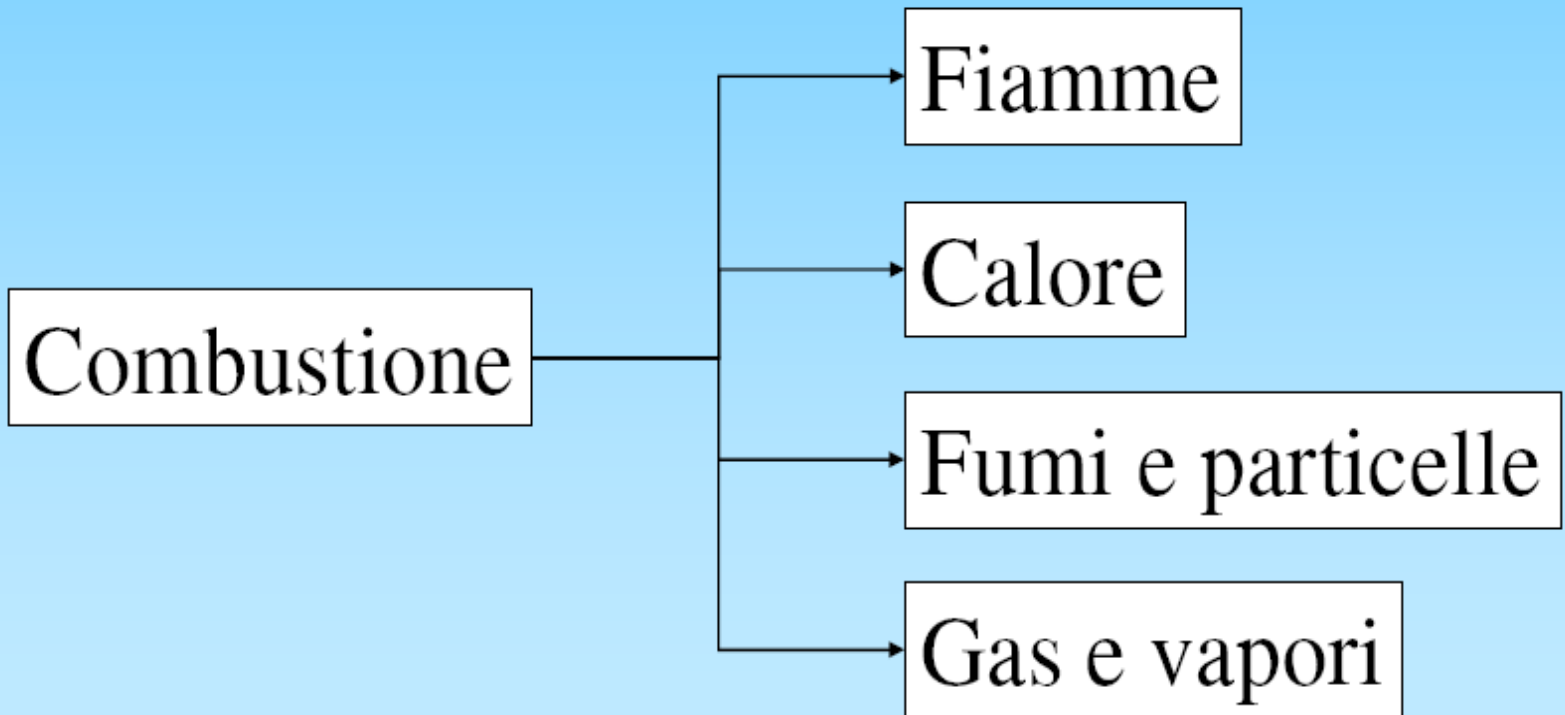 Combustione
Fiamme
Calore
Fumi e particelle
Gas e vapori